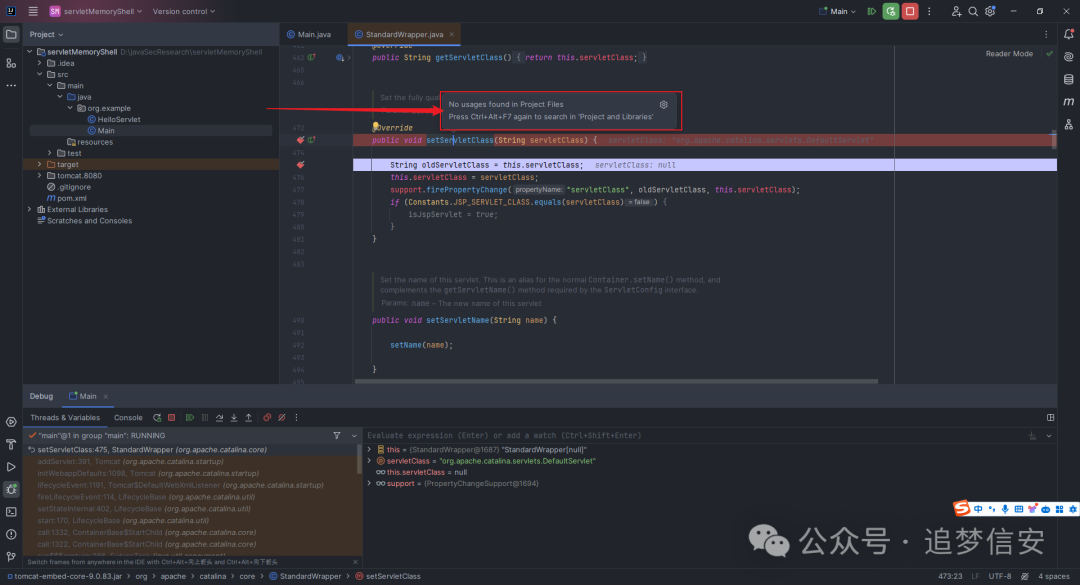 servletMemoryShell
Version control
Main
Project
Main.java
StandardWrapper.java
servletMemoryShell D:\javaSecResearch\servletMemoryShell
.idea
src
main
java
org.example
HelloServlet
Main
resources
test
target
tomcat.8080
.gitignore
pom.xml
External Libraries
Scratches and Consoles
Reader Mode
463 public String getServletClass() { return this.servletClass; }
465
466
Set the fully qua
No usages found in Project Files
Press Ctrl+Alt+F7 again to search in 'Project and Libraries'
472 @Override
public void setServletClass(String servletClass) { servletClass: "org.apache.catalina.servlets.DefaultServlet"
474
String oldServletClass = this.servletClass; servletClass: null
476 this.servletClass = servletClass;
477 support.firePropertyChange( propertyName: "servletClass", oldServletClass, this.servletClass);
478 if (Constants.JSP_SERVLET_CLASS.equals(servletClass) = false ) {
479 isJspServlet = true;
480 }
481 }
482
483
Set the name of this servlet. This is an alias for the normal Container.setName() method, and
complements the getServletName() method required by the ServletConfig interface.
Params: name – The new name of this servlet
490 public void setServletName(String name) {
491
492 setName(name);
493
494 }
495
Debug
Main
Threads & Variables
Console
"main"@1 in group "main": RUNNING
setServletClass:475, StandardWrapper (org.apache.catalina.core)
addServlet:391, Tomcat (org.apache.catalina.startup)
initWebappDefaults:1098, Tomcat (org.apache.catalina.startup)
lifecycleEvent:1191, Tomcat$DefaultWebXmlListener (org.apache.catalina.startup)
fireLifecycleEvent:114, LifecycleBase (org.apache.catalina.util)
setStateInternal:402, LifecycleBase (org.apache.catalina.util)
start:170, LifecycleBase (org.apache.catalina.util)
call:1332, ContainerBase$StartChild (org.apache.catalina.core)
call:1322, ContainerBase$StartChild (org.apache.catalina.core)
Switch frames from anywhere in the IDE with Ctrl+Alt+向上箭头 and Ctrl+Alt+向下箭头
Evaluate expression (Enter) or add a watch (Ctrl+Shift+Enter)
this = {StandardWrapper@1687} "StandardWrapper[null]"
servletClass = "org.apache.catalina.servlets.DefaultServlet"
this.servletClass = null
support = {PropertyChangeSupport@1694}
中
公众号 · 追梦信安
tomcat-embed-core-9.0.83.jar > org > apache > catalina > core > StandardWrapper > setServletClass
475:23 LF UTF-8 4 spaces